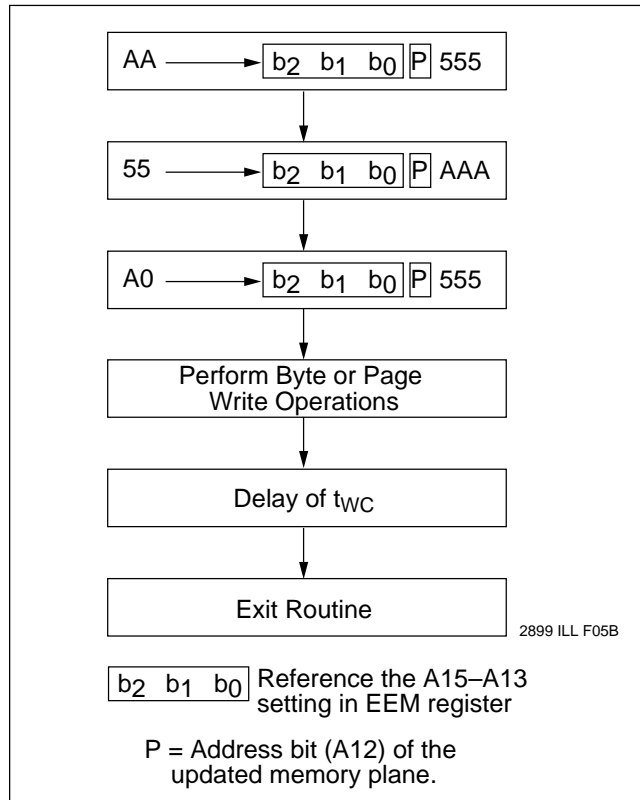 AA b2 b1 b0 P 555
55 b2 b1 b0 P AAA
A0 b2 b1 b0 P 555
Perform Byte or Page
Write Operations
Delay of tWC
Exit Routine
2899 ILL F05B
b2 b1 b0 Reference the A15–A13
setting in EEM register
P = Address bit (A12) of the
updated memory plane.